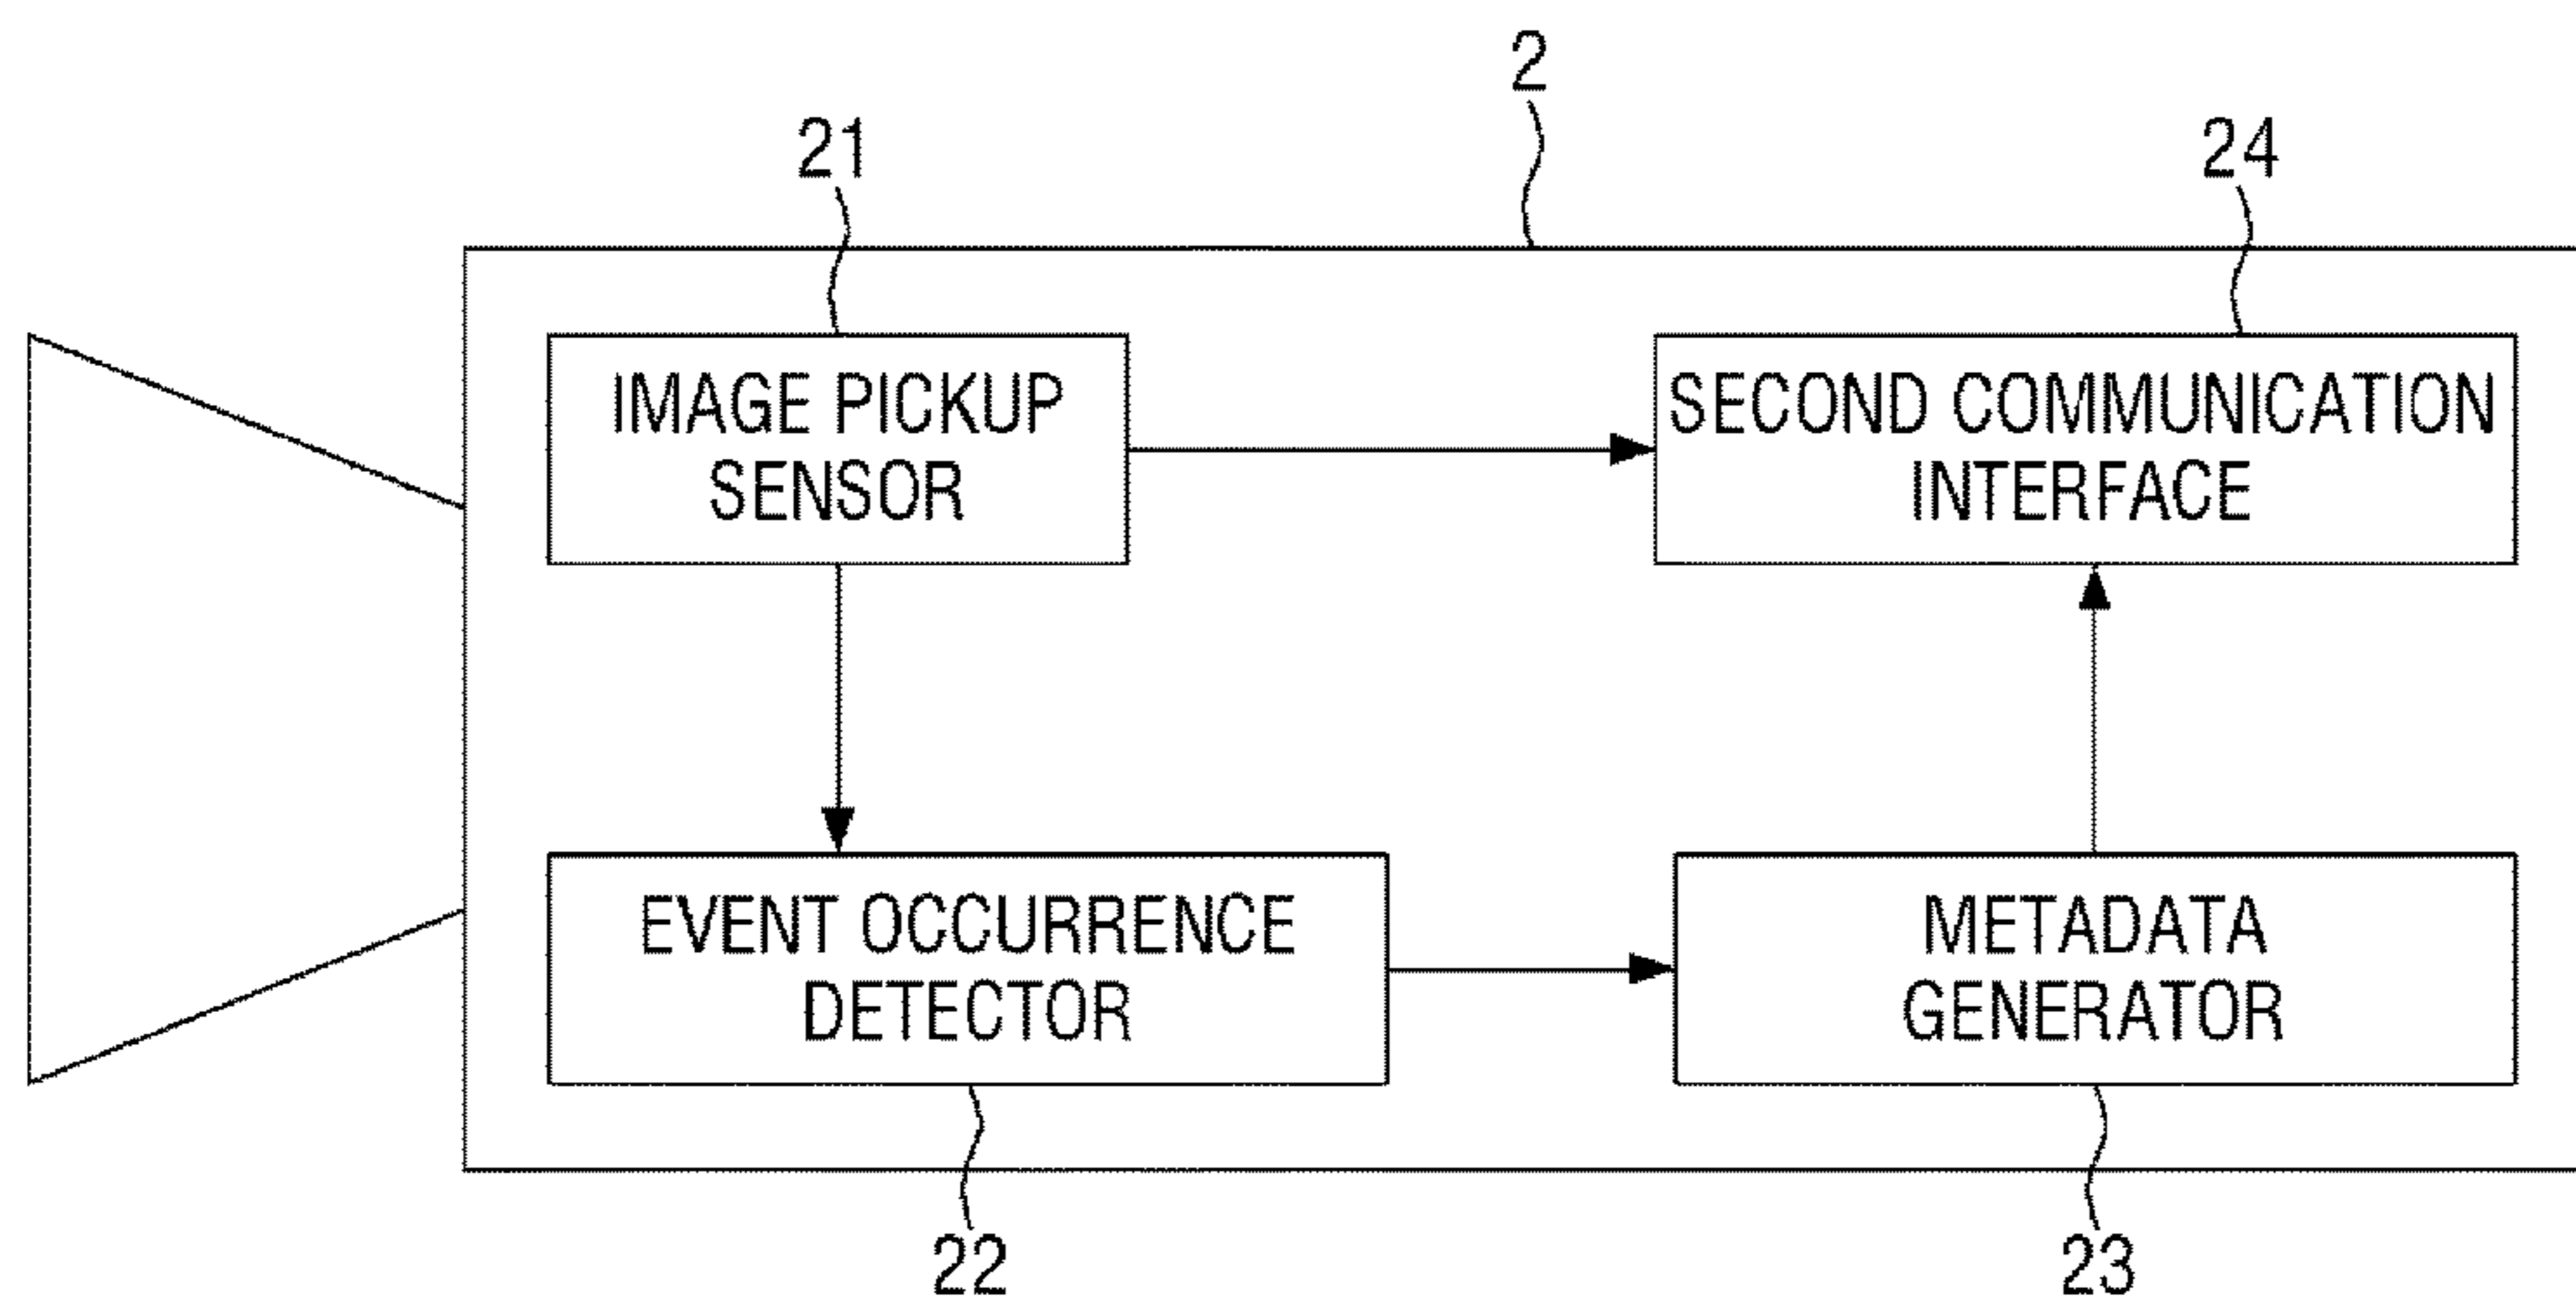 2
21
24
IMAGE PICKUP
SENSOR
SECOND COMMUNICATION
INTERFACE
EVENT OCCURRENCE
DETECTOR
METADATA
GENERATOR
22
23